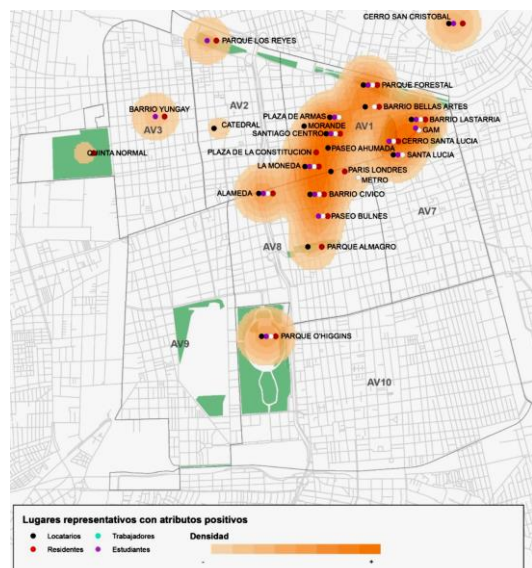 CERRO SAN CRISTOBAL
PARQUE LOS REYES
PARQUE FORESTAL
BARRIO YUNGAY
AV2
BARRIO BELLAS ARTES
PLAZA DE ARMAS
BARRIO LASTARRIA
AV3
CATEDRAL
MORANDE
AV1
GAM
SANTIAGO CENTRO
CERRO SANTA LUCIA
QUINTA NORMAL
PLAZA DE LA CONSTITUCION
PASEO AHUMADA
SANTA LUCIA
LA MONEDA
PARIS LONDRES
METRO
ALAMEDA
BARRIO CIVICO
AV7
PASEO BULNES
AV8
PARQUE ALMAGRO
PARQUE O'HIGGINS
AV9
AV10
Lugares representativos con atributos positivos
Locatarios
Trabajadores
Densidad
Residentes
Estudiantes
- +